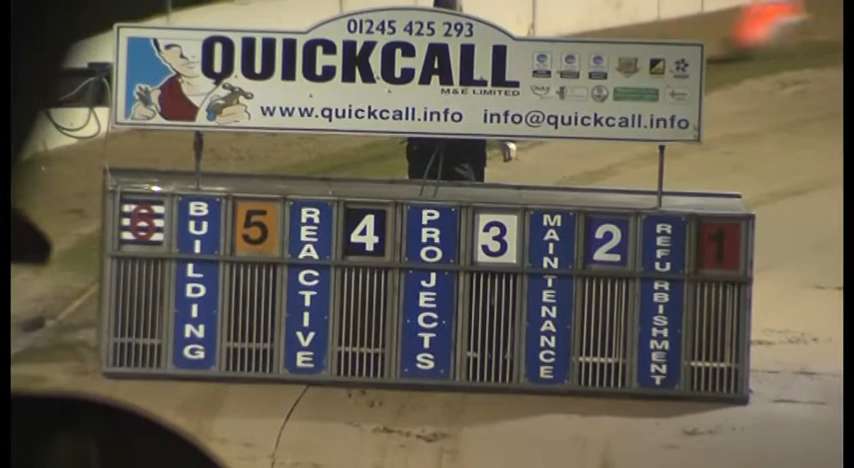 01245 425 293
QUICKCALL
M&E LIMITED
www.quickcall.info info@quickcall.info
6
BUILDING
5
REACTIVE
4
PROJECTS
3
MAINTENANCE
2
REFURBISHMENT
1